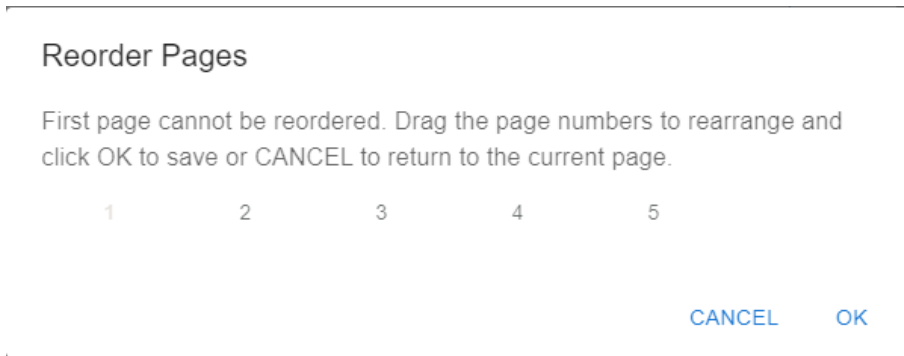 Reorder Pages
First page cannot be reordered. Drag the page numbers to rearrange and
click OK to save or CANCEL to return to the current page.
1 2 3 4 5
CANCEL OK